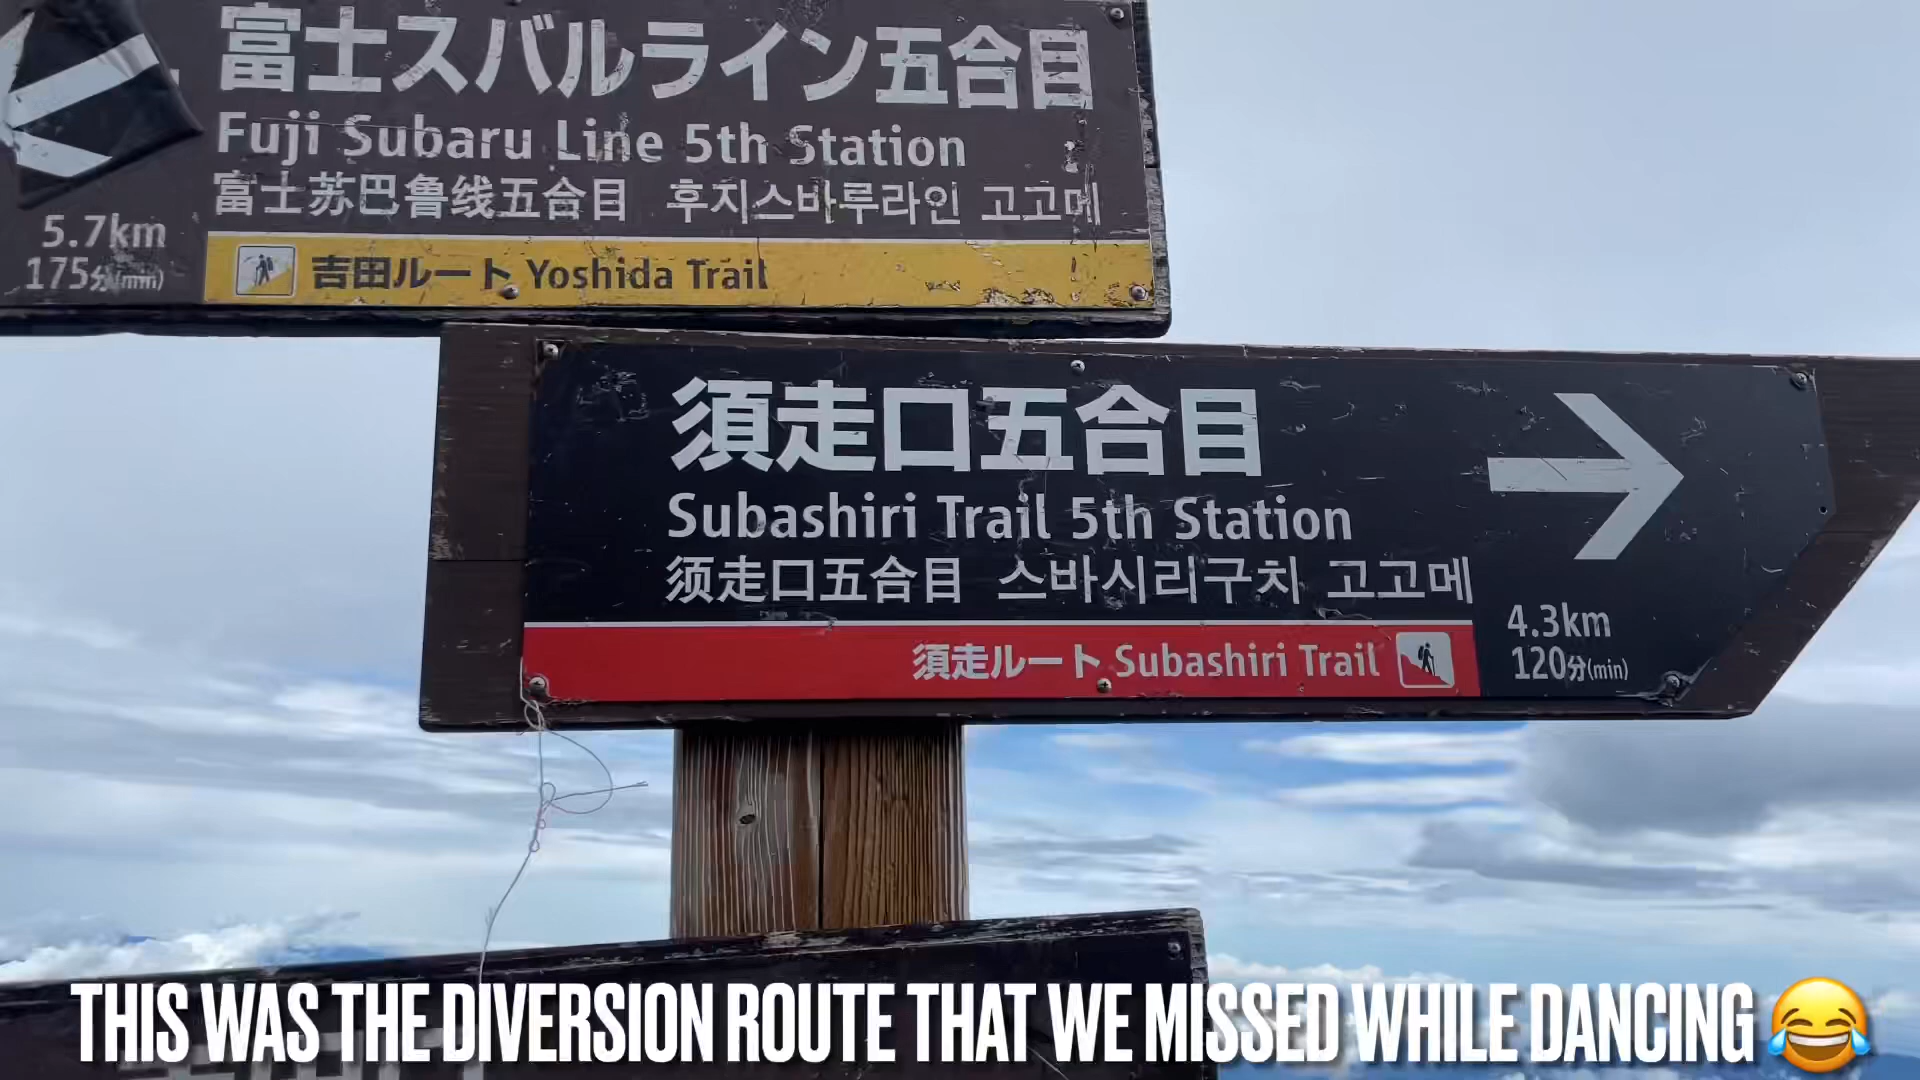 富士スバルライン五合目
Fuji Subaru Line 5th Station
富士苏巴鲁线五合目 후지스바루라인 고고메
5.7km
175分(min)
吉田ルート Yoshida Trail
須走口五合目
Subashiri Trail 5th Station
须走口五合目 스바시리구치 고고메
須走ルート Subashiri Trail
4.3km
120分(min)
THIS WAS THE DIVERSION ROUTE THAT WE MISSED WHILE DANCING 😂